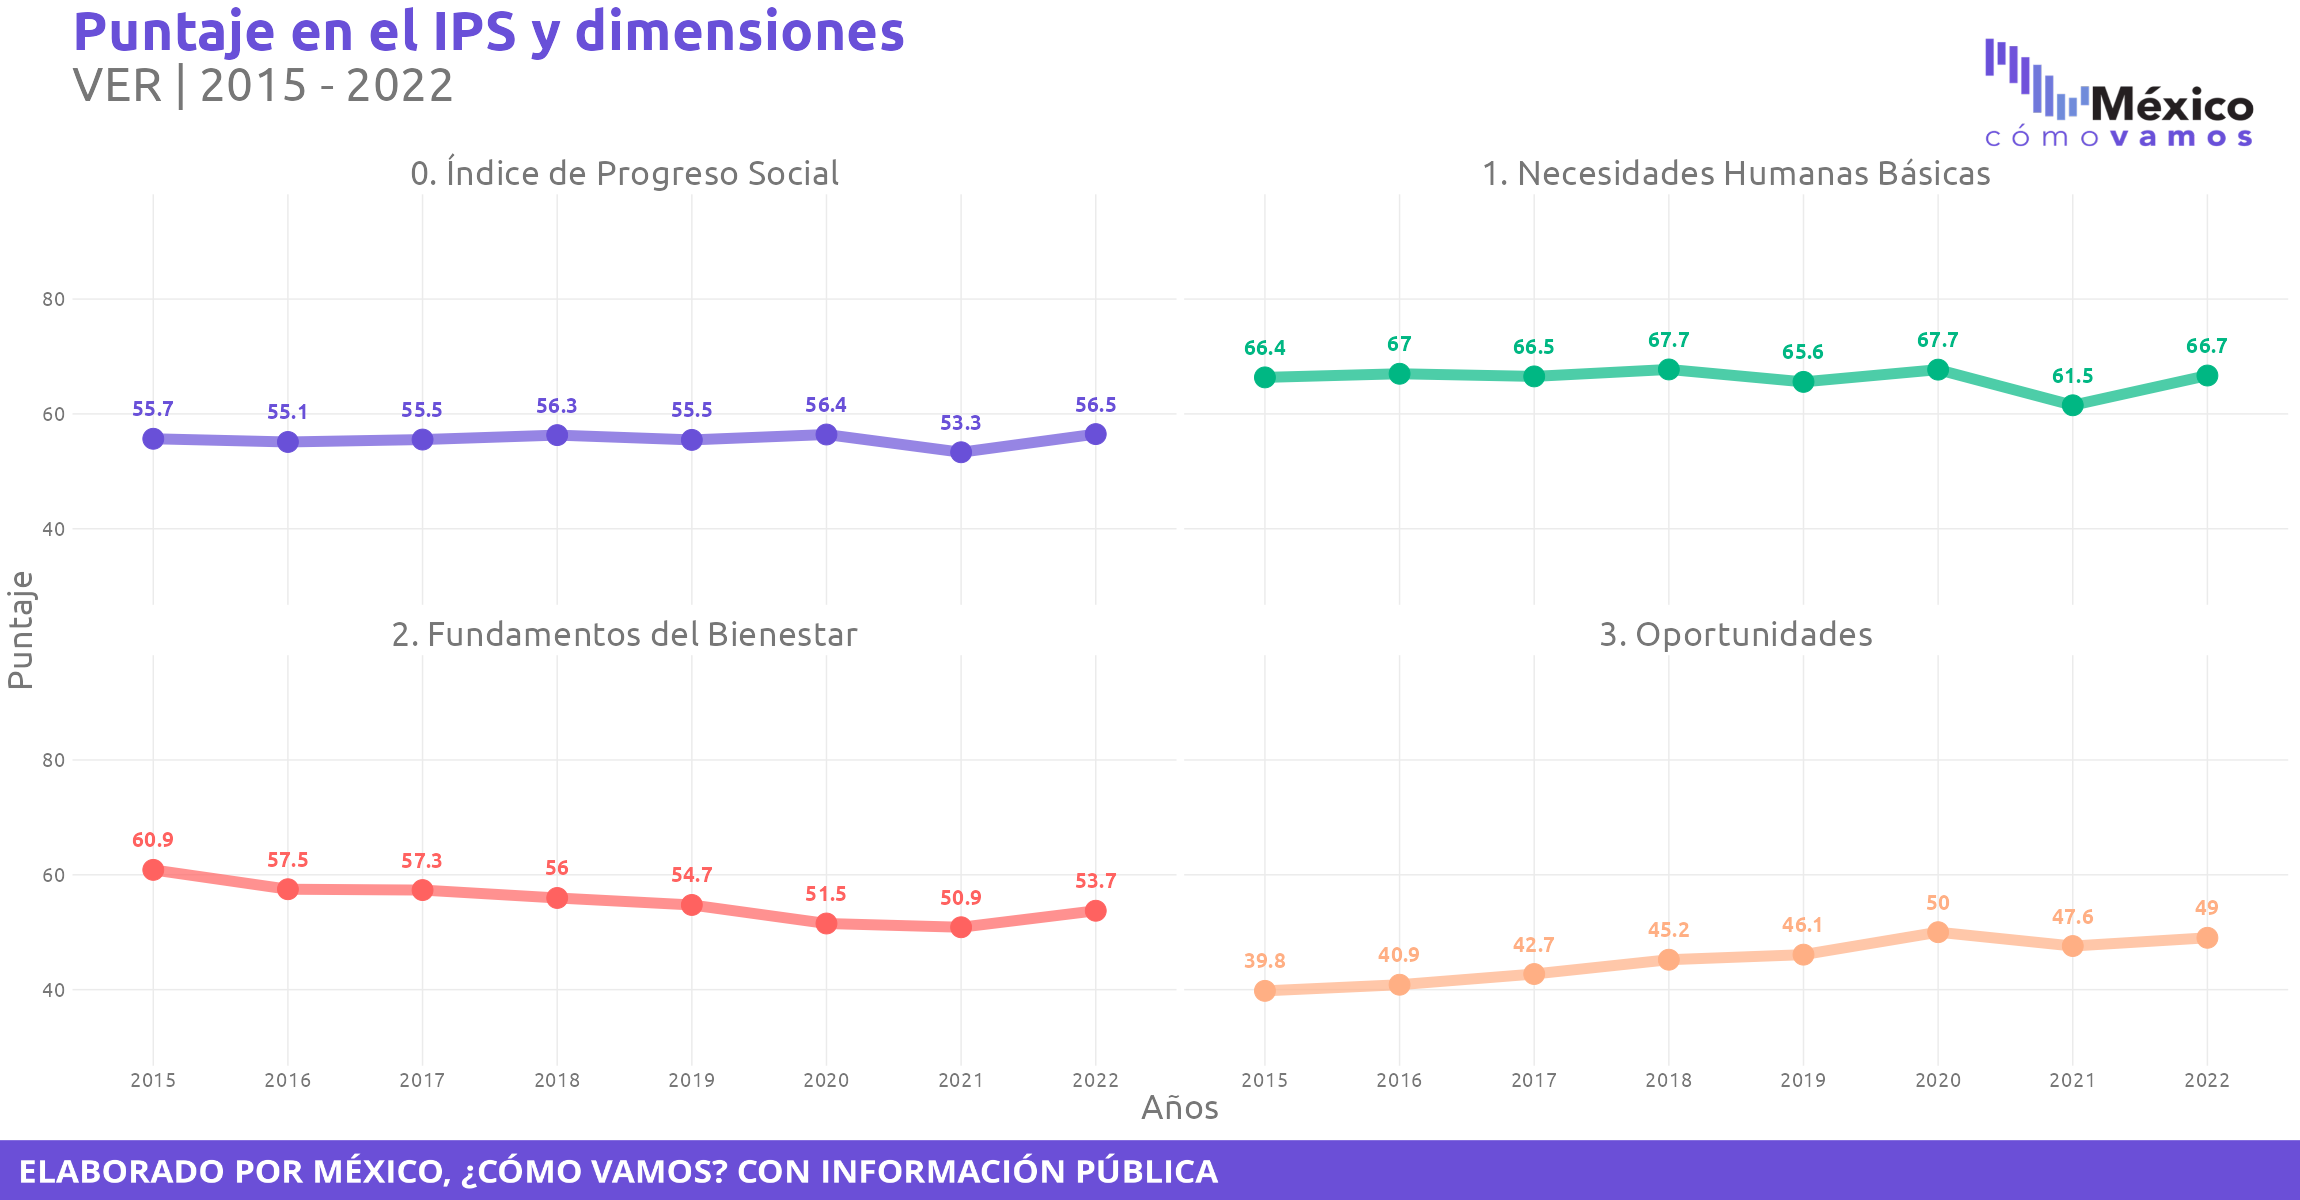 Puntaje en el IPS y dimensiones
VER | 2015 - 2022
México
cómovamos
0. Índice de Progreso Social
1. Necesidades Humanas Básicas
80
60
40
55.7
55.1
55.5
56.3
55.5
56.4
53.3
56.5
66.4
67
66.5
67.7
65.6
67.7
61.5
66.7
Puntaje
2. Fundamentos del Bienestar
3. Oportunidades
80
60
40
60.9
57.5
57.3
56
54.7
51.5
50.9
53.7
39.8
40.9
42.7
45.2
46.1
50
47.6
49
2015 2016 2017 2018 2019 2020 2021 2022
2015 2016 2017 2018 2019 2020 2021 2022
Años
ELABORADO POR MÉXICO, ¿CÓMO VAMOS? CON INFORMACIÓN PÚBLICA